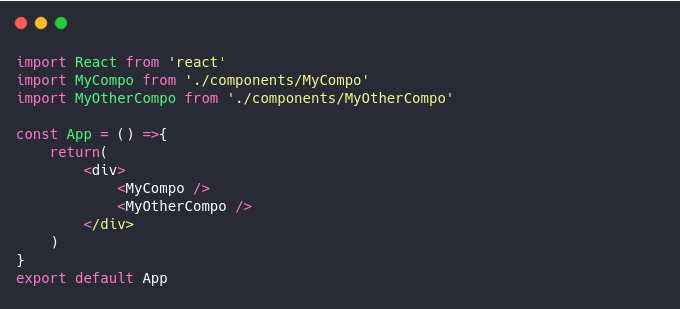 import React from 'react'
import MyCompo from './components/MyCompo'
import MyOtherCompo from './components/MyOtherCompo'

const App = () =>{
    return(
        <div>
            <MyCompo />
            <MyOtherCompo />
        </div>
    )
}
export default App